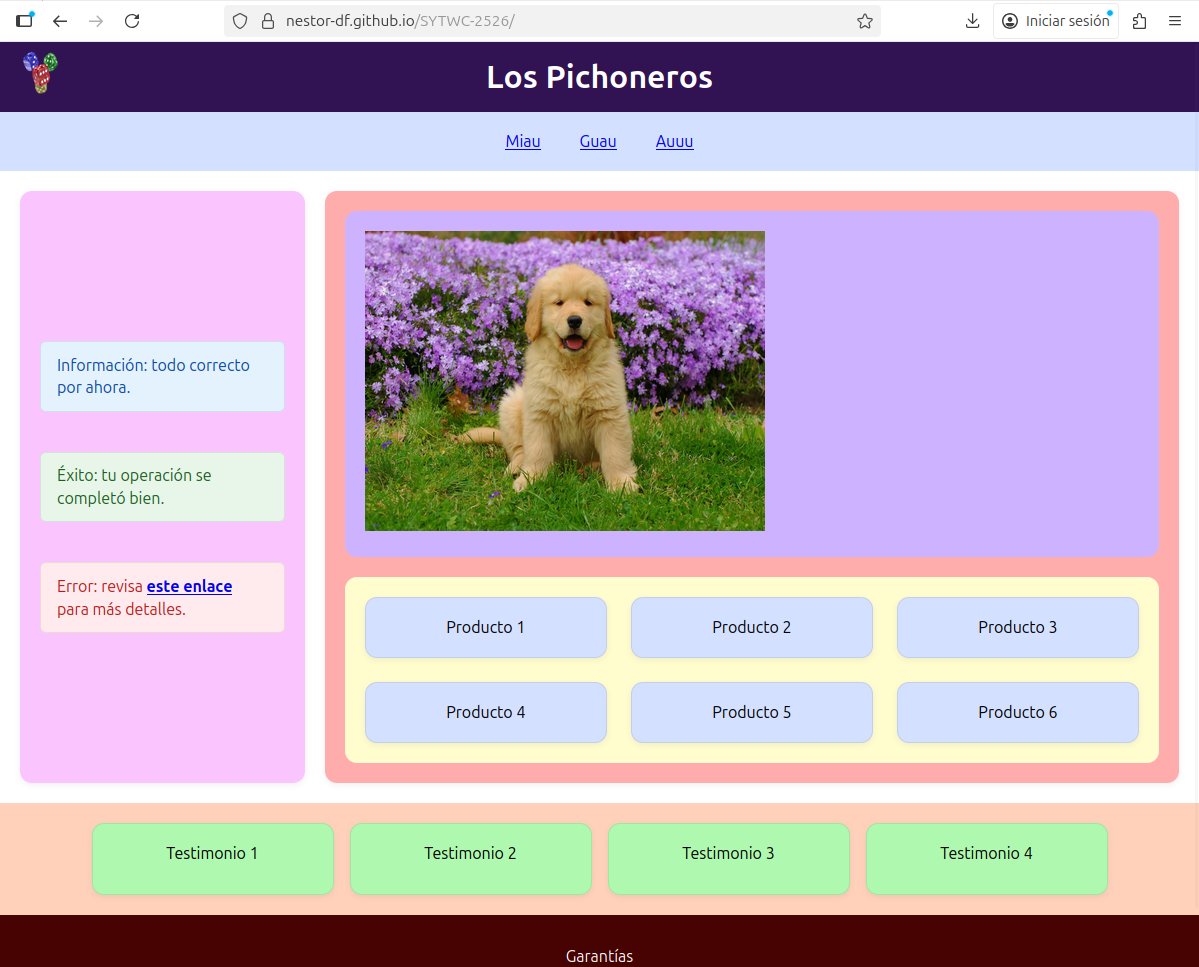 nestor-df.github.io/SYTWC-2526/
Iniciar sesión
Los Pichoneros
Miau Guau Auuu
Información: todo correcto
por ahora.
Éxito: tu operación se
completó bien.
Error: revisa este enlace
para más detalles.
Producto 1 Producto 2 Producto 3
Producto 4 Producto 5 Producto 6
Testimonio 1 Testimonio 2 Testimonio 3 Testimonio 4
Garantías